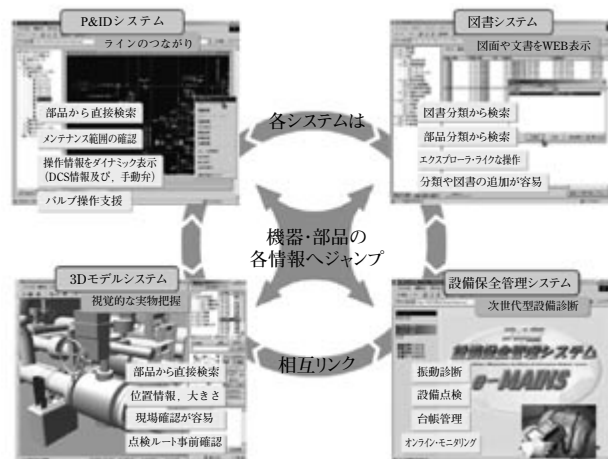 P&IDシステム
ラインのつながり
部品から直接検索
メンテナンス範囲の確認
操作情報をダイナミック表示
(DCS情報及び，手動弁)
バルブ操作支援
図書システム
図面や文書をWEB表示
図書分類から検索
部品分類から検索
エクスプローラ・ライクな操作
分類や図書の追加が容易
各システムは
機器・部品の
各情報へジャンプ
相互リンク
3Dモデルシステム
視覚的な実物把握
部品から直接検索
位置情報，大きさ
現場確認が容易
点検ルート事前確認
設備保全管理システム
次世代型設備診断
設備保全管理システム
e-MAINS
振動診断
設備点検
台帳管理
オンライン・モニタリング